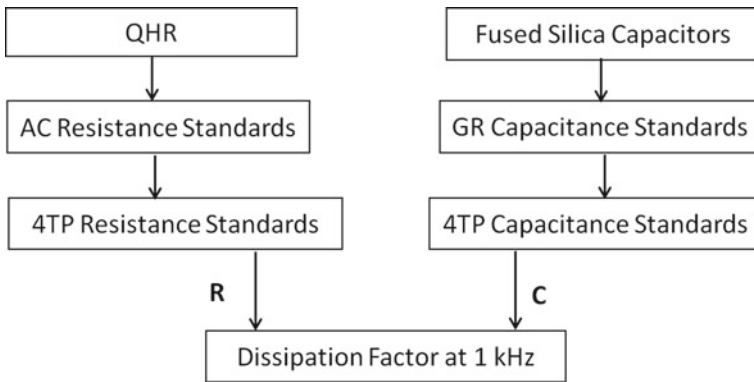 QHR
Fused Silica Capacitors
AC Resistance Standards
GR Capacitance Standards
4TP Resistance Standards
4TP Capacitance Standards
R
C
Dissipation Factor at 1 kHz